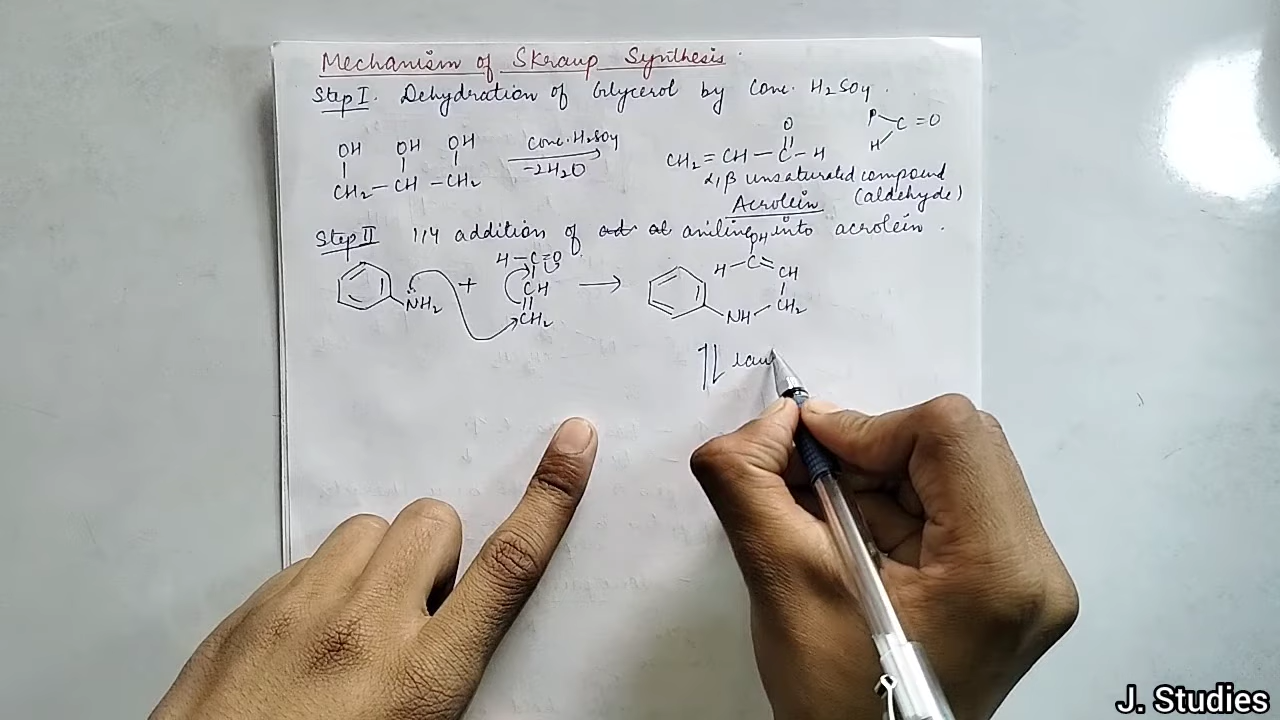 Mechanism of Skraup Synthesis
Step I. Dehydration of Glycerol by Conc. H2SO4.
OH OH OH
CH2 – CH – CH2
Conc. H2SO4
-2H2O
O
CH2 = CH – C – H
R
C = O
H
α,β unsaturated compound
Acrolein (aldehyde)
Step II 1,4 addition of aniline into acrolein.
NH2
+
H – C = O
CH
CH2
OH
H – C
CH
CH2
NH
J. Studies